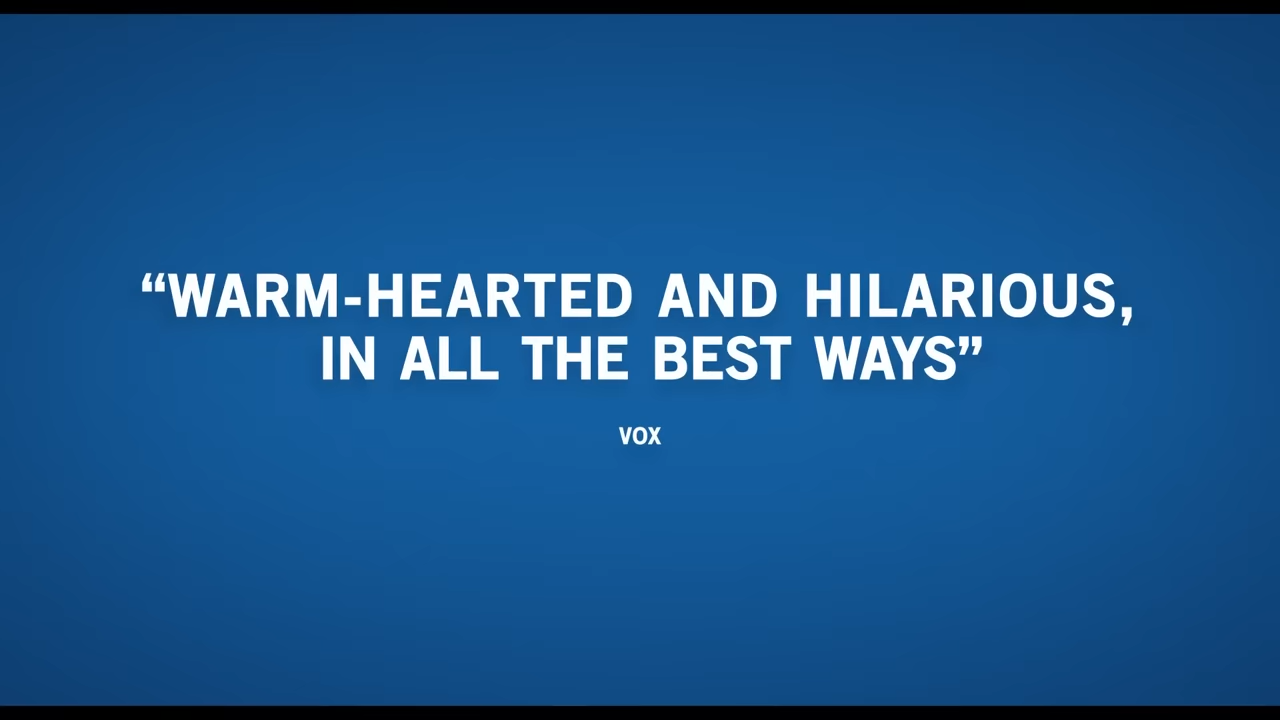 “WARM-HEARTED AND HILARIOUS,
IN ALL THE BEST WAYS”
VOX